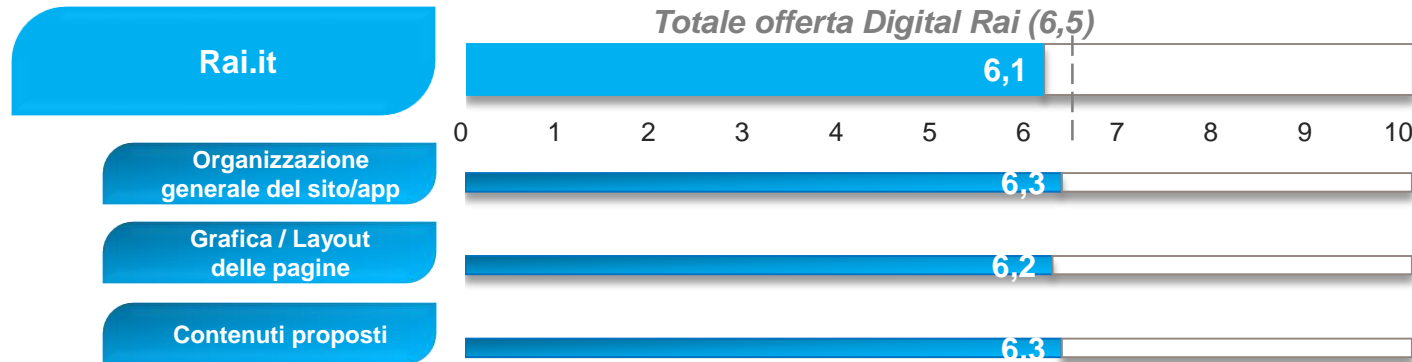 Totale offerta Digital Rai (6,5)
Rai.it
6,1
0 1 2 3 4 5 6 7 8 9 10
Organizzazione
generale del sito/app
6,3
Grafica / Layout
delle pagine
6,2
Contenuti proposti
6,3